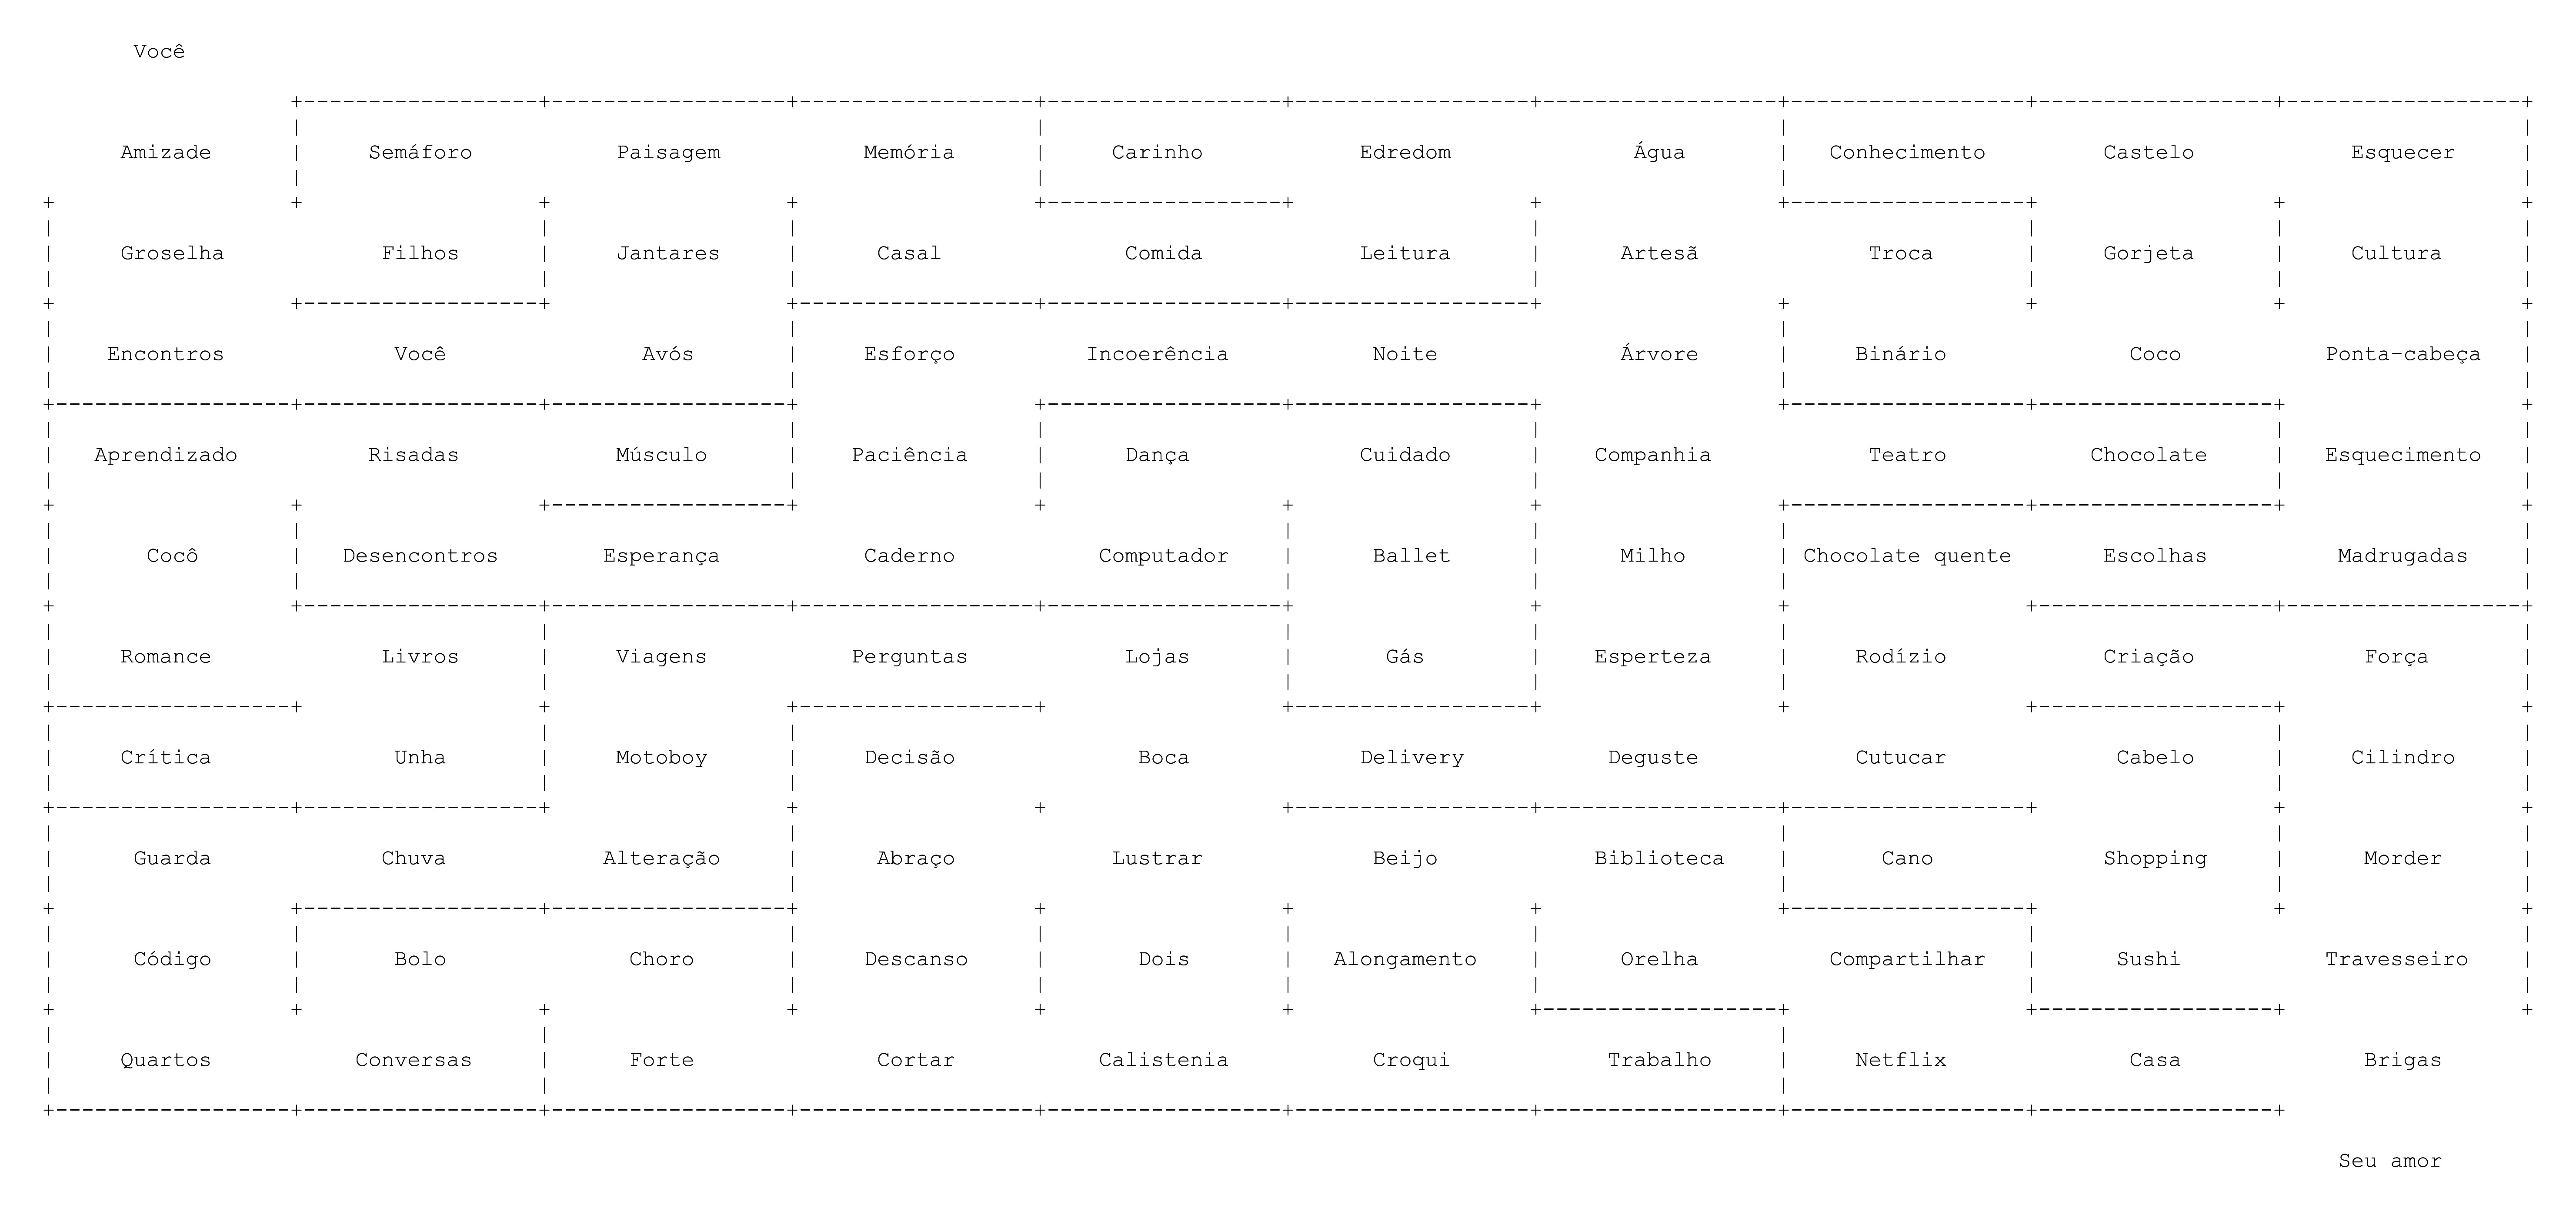 Você
Amizade Semáforo Paisagem Memória Carinho Edredom Água Conhecimento Castelo Esquecer
Groselha Filhos Jantares Casal Comida Leitura Artesã Troca Gorjeta Cultura
Encontros Você Avós Esforço Incoerência Noite Árvore Binário Coco Ponta-cabeça
Aprendizado Risadas Músculo Paciência Dança Cuidado Companhia Teatro Chocolate Esquecimento
Cocô Desencontros Esperança Caderno Computador Ballet Milho Chocolate quente Escolhas Madrugadas
Romance Livros Viagens Perguntas Lojas Gás Esperteza Rodízio Criação Força
Crítica Unha Motoboy Decisão Boca Delivery Deguste Cutucar Cabelo Cilindro
Guarda Chuva Alteração Abraço Lustrar Beijo Biblioteca Cano Shopping Morder
Código Bolo Choro Descanso Dois Alongamento Orelha Compartilhar Sushi Travesseiro
Quartos Conversas Forte Cortar Calistenia Croqui Trabalho Netflix Casa Brigas
Seu amor